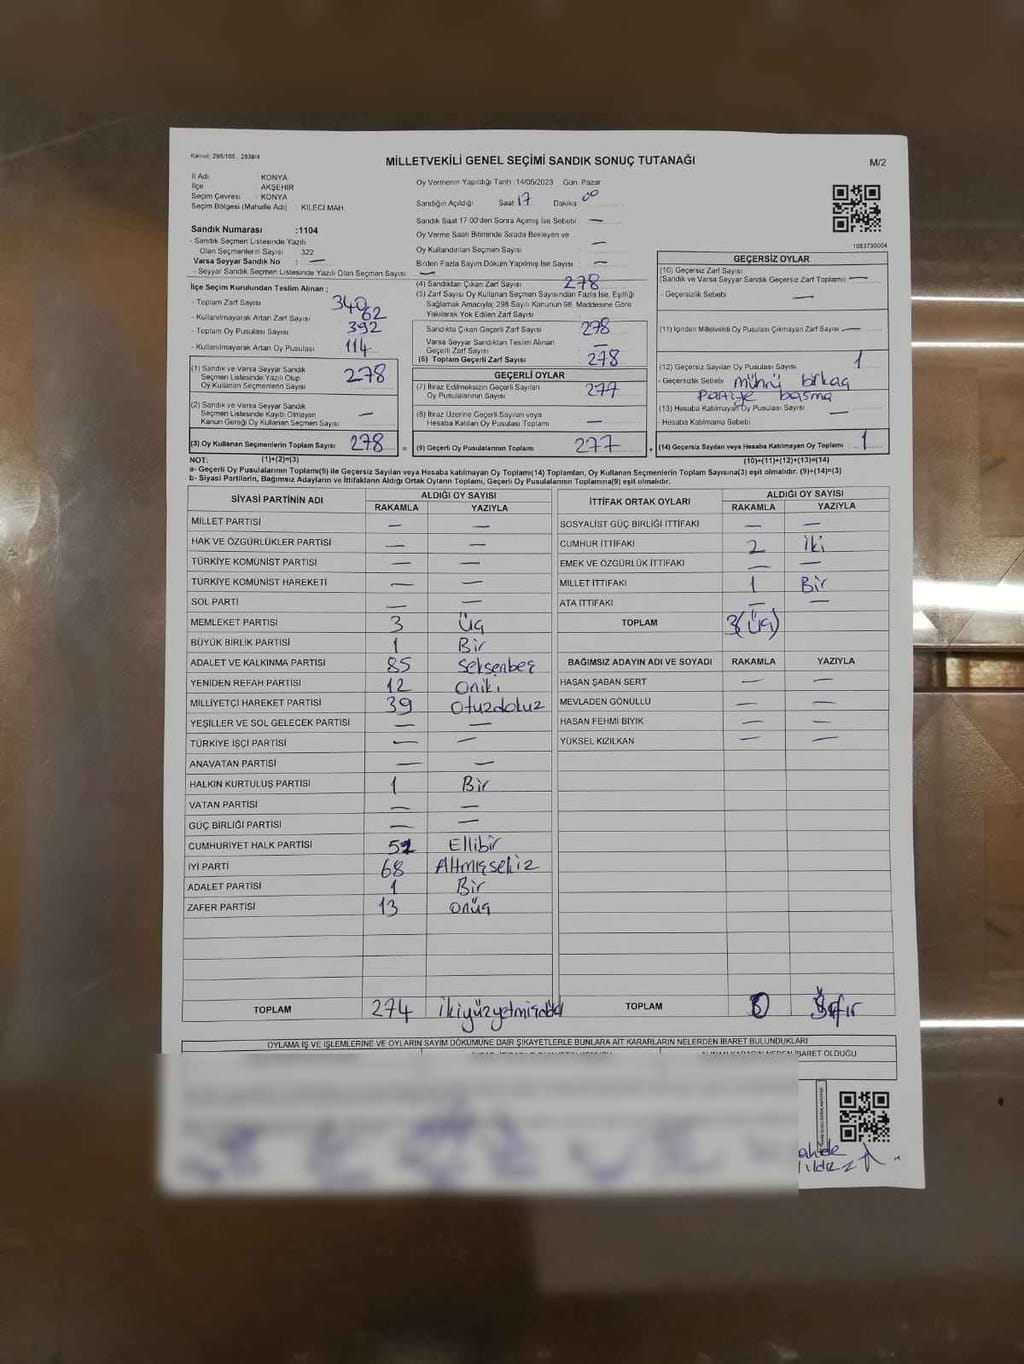 MİLLETVEKİLİ GENEL SEÇİMİ SANDIK SONUÇ TUTANAĞI
M/2
İl Adı KONYA
İlçe AKŞEHİR
Seçim Çevresi KONYA
Seçim Bölgesi (Mahalle Adı) : KİLECİ MAH.
Oy Vermenin Yapıldığı Tarih :14/05/2023 Gün: Pazar
Sandığın Açıldığı Saat 17 Dakika 00
Sandık Saat 17:00'den Sonra Açımış İse Sebebi : —
Oy Verme Saati Bitiminde Sırada Bekleyen ve
Oy Kullandırılan Seçmen Sayısı —
Birden Fazla Sayım Döküm Yapılmış İse Sayısı : —
Sandık Numarası :1104
- Sandık Seçmen Listesinde Yazılı
Olan Seçmenlerin Sayısı 322
Varsa Seyyar Sandık No : —
- Seyyar Sandık Seçmen Listesinde Yazılı Olan Seçmen Sayısı —
1083730004
İlçe Seçim Kurulundan Teslim Alınan ;
- Toplam Zarf Sayısı 340
- Kullanılmayarak Artan Zarf Sayısı : 62
- Toplam Oy Pusulası Sayısı 392
- Kullanılmayarak Artan Oy Pusulası 114
(1) Sandık ve Varsa Seyyar Sandık
Seçmen Listesinde Yazılı Olup
Oy Kullanan Seçmenlerin Sayısı 278
(2) Sandık ve Varsa Seyyar Sandık
Seçmen Listesinde Kayıtlı Olmayan
Kanun Gereği Oy Kullanan Seçmen Sayısı —
(3) Oy Kullanan Seçmenlerin Toplam Sayısı 278
(4) Sandıktan Çıkan Zarf Sayısı 278
(5) Zarf Sayısı Oy Kullanan Seçmen Sayısından Fazla İse, Eşitliği
Sağlamak Amacıyla; 298 Sayılı Kanunun 98. Maddesine Göre
Yakılarak Yok Edilen Zarf Sayısı :
Sandıkta Çıkan Geçerli Zarf Sayısı 278
Varsa Seyyar Sandıktan Teslim Alınan
Geçerli Zarf Sayısı —
(6) Toplam Geçerli Zarf Sayısı 278
GEÇERLİ OYLAR
(7) İtiraz Edilmeksizin Geçerli Sayılan
Oy Pusulalarının Sayısı : 277
(8) İtiraz Üzerine Geçerli Sayılan veya
Hesaba Katılan Oy Pusulası Toplamı —
= (9) Geçerli Oy Pusulalarının Toplamı : 277
GEÇERSİZ OYLAR
(10) Geçersiz Zarf Sayısı
(Sandık ve Varsa Seyyar Sandık Geçersiz Zarf Toplamı) —
- Geçersizlik Sebebi —
(11) İçinden Milletvekili Oy Pusulası Çıkmayan Zarf Sayısı —
(12) Geçersiz Sayılan Oy Pusulası Sayısı 1
- Geçersizlik Sebebi mührü birkaç
partiye basma
(13) Hesaba Katılmayan Oy Pusulası Sayısı —
- Hesaba Katılmama Sebebi
+ (14) Geçersiz Sayılan veya Hesaba Katılmayan Oy Toplamı 1
NOT: (1)+(2)=(3) (10)+(11)+(12)+(13)=(14)
a- Geçerli Oy Pusulalarının Toplamı(9) ile Geçersiz Sayılan veya Hesaba katılmayan Oy Toplamı(14) Toplamları, Oy Kullanan Seçmenlerin Toplam Sayısına(3) eşit olmalıdır. (9)+(14)=(3)
b- Siyasi Partilerin, Bağımsız Adayların ve İttifakların Aldığı Ortak Oyların Toplamı, Geçerli Oy Pusulalarının Toplamına(9) eşit olmalıdır.
SİYASİ PARTİNİN ADI ALDIĞI OY SAYISI
RAKAMLA YAZIYLA
MİLLET PARTİSİ — —
HAK VE ÖZGÜRLÜKLER PARTİSİ — —
TÜRKİYE KOMÜNİST PARTİSİ — —
TÜRKİYE KOMÜNİST HAREKETİ — —
SOL PARTİ — —
MEMLEKET PARTİSİ 3 Üç
BÜYÜK BİRLİK PARTİSİ 1 Bir
ADALET VE KALKINMA PARTİSİ 85 Seksenbeş
YENİDEN REFAH PARTİSİ 12 Oniki
MİLLİYETÇİ HAREKET PARTİSİ 39 Otuzdokuz
YEŞİLLER VE SOL GELECEK PARTİSİ — —
TÜRKİYE İŞÇİ PARTİSİ — —
ANAVATAN PARTİSİ — —
HALKIN KURTULUŞ PARTİSİ 1 Bir
VATAN PARTİSİ — —
GÜÇ BİRLİĞİ PARTİSİ — —
CUMHURİYET HALK PARTİSİ 51 Ellibir
İYİ PARTİ 68 Altmışsekiz
ADALET PARTİSİ 1 Bir
ZAFER PARTİSİ 13 onüç
TOPLAM 274 ikiyüzyetmişdört
İTTİFAK ORTAK OYLARI ALDIĞI OY SAYISI
RAKAMLA YAZIYLA
SOSYALİST GÜÇ BİRLİĞİ İTTİFAKI — —
CUMHUR İTTİFAKI 2 iki
EMEK VE ÖZGÜRLÜK İTTİFAKI — —
MİLLET İTTİFAKI 1 Bir
ATA İTTİFAKI — —
TOPLAM 3(Üç)
BAĞIMSIZ ADAYIN ADI VE SOYADI RAKAMLA YAZIYLA
HASAN ŞABAN SERT — —
MEVLADEN GÖNÜLLÜ — —
HASAN FEHMİ BIYIK — —
YÜKSEL KIZILKAN — —
TOPLAM 0 Sıfır
OYLAMA İŞ VE İŞLEMLERİNE VE OYLARIN SAYIM DÖKÜMÜNE DAİR ŞİKAYETLERLE BUNLARA AİT KARARLARIN NELERDEN İBARET BULUNDUKLARI
İBARET OLDUĞU